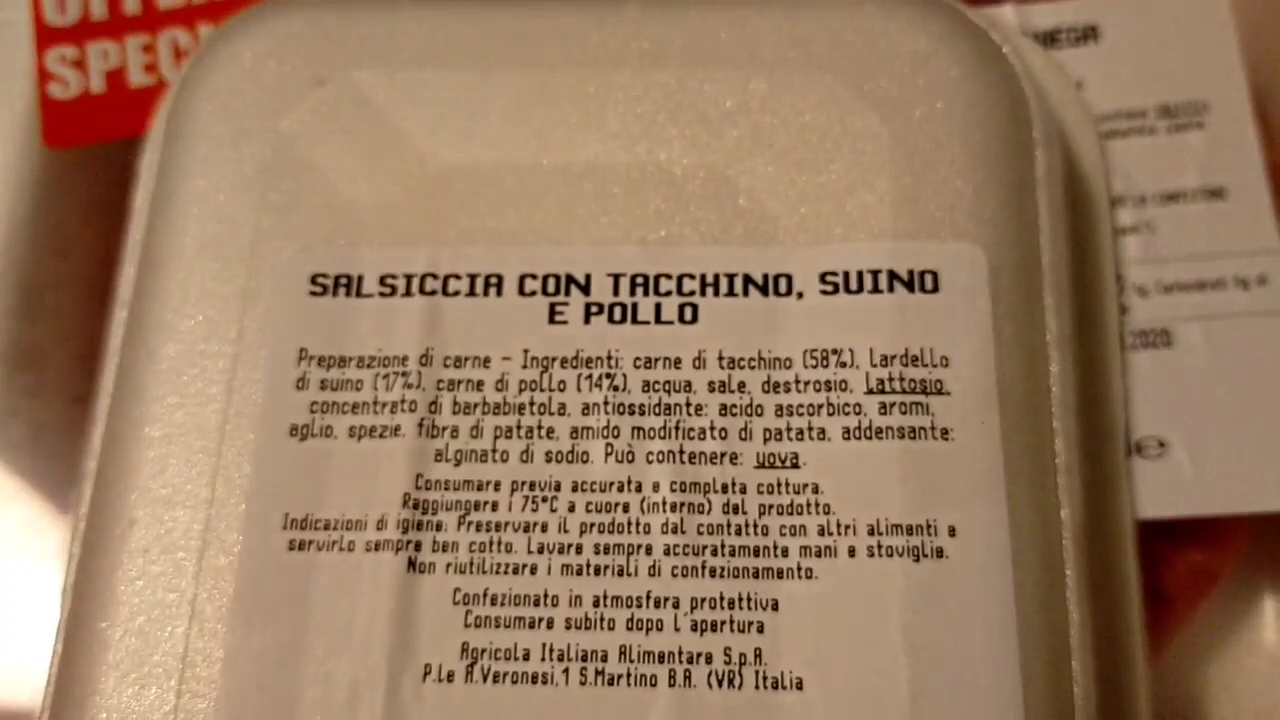 SPEC
SALSICCIA CON TACCHINO, SUINO
E POLLO
Preparazione di carne - Ingredienti: carne di tacchino (58%), Lardello
di suino (17%), carne di pollo (14%), acqua, sale, destrosio, Lattosio,
concentrato di barbabietola, antiossidante: acido ascorbico, aromi,
aglio, spezie, fibra di patate, amido modificato di patata, addensante:
alginato di sodio. Può contenere: uova.
Consumare previa accurata e completa cottura.
Raggiungere i 75°C a cuore (interno) del prodotto.
Indicazioni di igiene: Preservare il prodotto dal contatto con altri alimenti e
servirlo sempre ben cotto. Lavare sempre accuratamente mani e stoviglie.
Non riutilizzare i materiali di confezionamento.
Confezionato in atmosfera protettiva
Consumare subito dopo l'apertura
Agricola Italiana Alimentare S.p.A.
P.le A.Veronesi,1 S.Martino B.A. (VR) Italia
2020